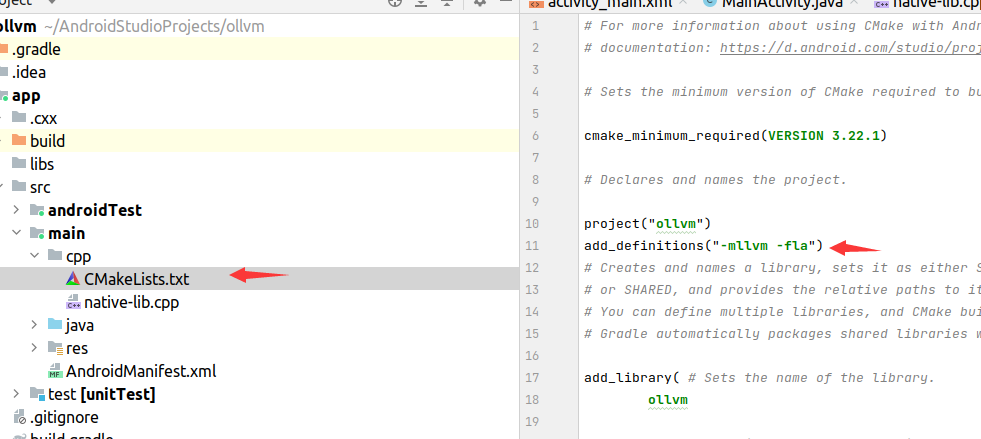 ollvm ~/AndroidStudioProjects/ollvm
.gradle
.idea
app
.cxx
build
libs
src
androidTest
main
cpp
CMakeLists.txt
native-lib.cpp
java
res
AndroidManifest.xml
test [unitTest]
.gitignore
build.gradle
activity_main.xml
MainActivity.java
native-lib.cpp
1 # For more information about using CMake with Andr
2 # documentation: https://d.android.com/studio/proj
3
4 # Sets the minimum version of CMake required to bu
5
6 cmake_minimum_required(VERSION 3.22.1)
7
8 # Declares and names the project.
9
10 project("ollvm")
11 add_definitions("-mllvm -fla")
12 # Creates and names a library, sets it as either S
13 # or SHARED, and provides the relative paths to it
14 # You can define multiple libraries, and CMake bui
15 # Gradle automatically packages shared libraries w
16
17 add_library( # Sets the name of the library.
18 ollvm
19